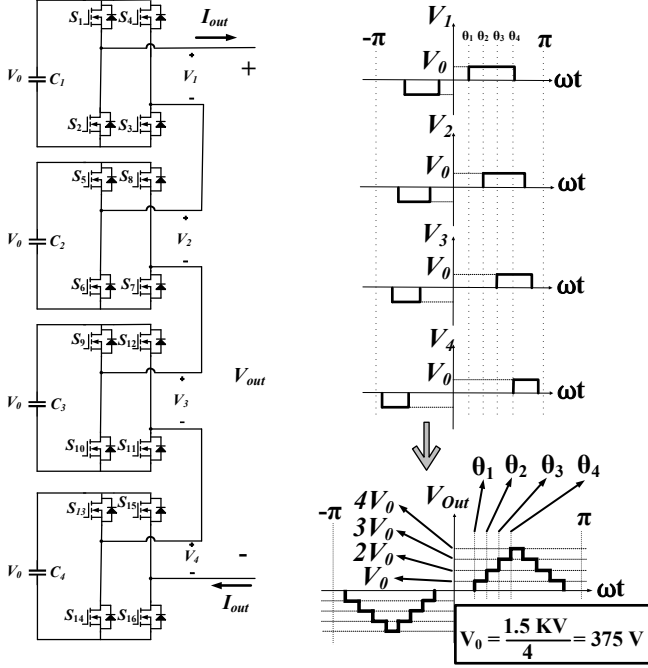 S1 S4 Iout
V0 C1 + V1 - +
S2 S3
S5 S8
V0 C2 + V2 -
S6 S7
S9 S12
V0 C3 + V3 - Vout
S10 S11
S13 S15
V0 C4 + V4 - -
S14 S16 Iout
V1
-π θ1 θ2 θ3 θ4 π
V0 ωt
V2
V0 ωt
V3
V0 ωt
V4
V0 ωt
θ1 θ2 θ3 θ4
-π 4V0 VOut π
3V0
2V0
V0 ωt
V0 = 1.5 KV / 4 = 375 V